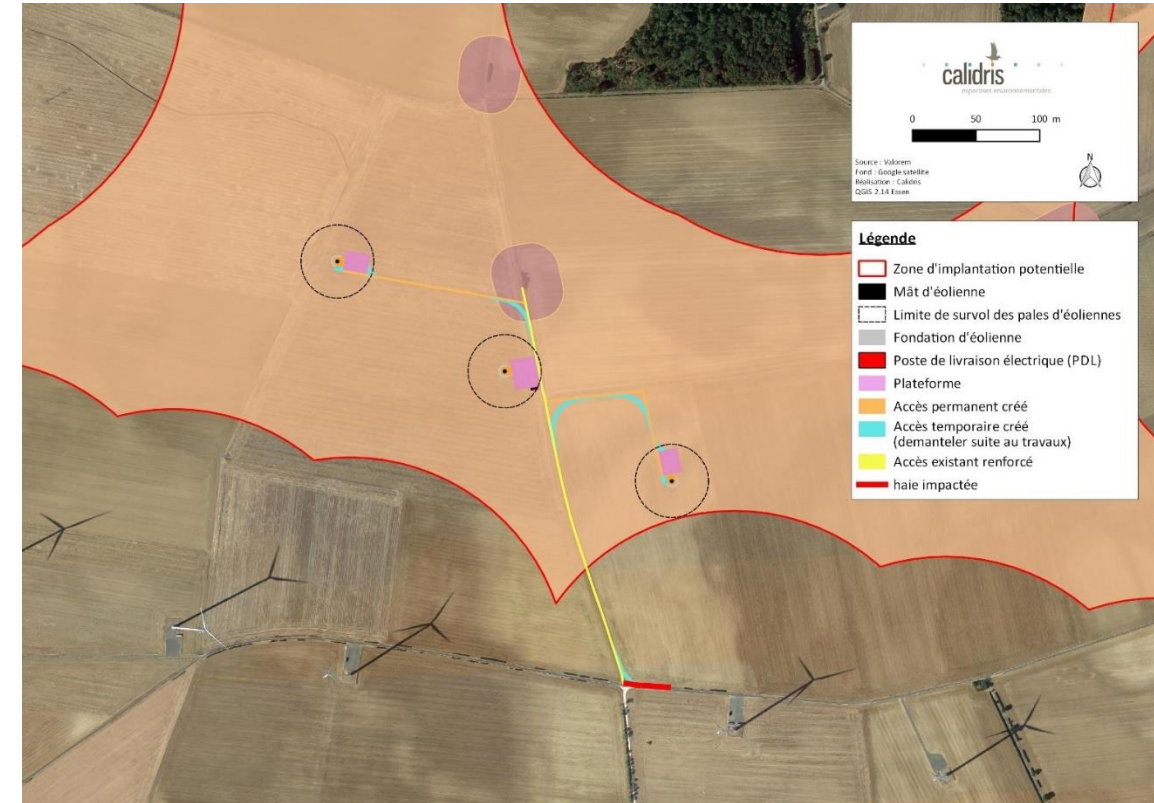 calidris
expertises environnementales
0 50 100 m
Source : Valorem
Fond : Google satellite
Réalisation : Calidris
QGIS 2.14 Essen
N
Légende
Zone d'implantation potentielle
Mât d'éolienne
Limite de survol des pales d'éoliennes
Fondation d'éolienne
Poste de livraison électrique (PDL)
Plateforme
Accès permanent créé
Accès temporaire créé
(demanteler suite au travaux)
Accès existant renforcé
haie impactée